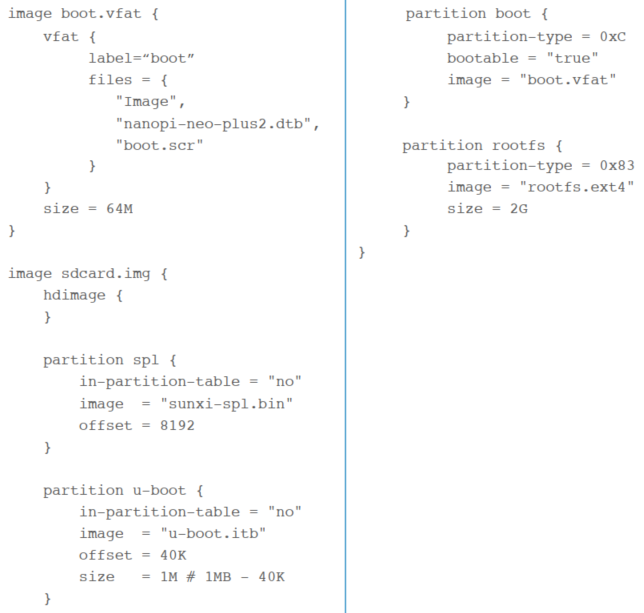 image boot.vfat {
    vfat {
         label=“boot”
         files = {
            "Image",
            "nanopi-neo-plus2.dtb",
            "boot.scr"
         }
    }
    size = 64M
}
image sdcard.img {
    hdimage {
    }
    partition spl {
        in-partition-table = "no"
        image  = "sunxi-spl.bin"
        offset = 8192
    }
    partition u-boot {
        in-partition-table = "no"
        image  = "u-boot.itb"
        offset = 40K
        size   = 1M # 1MB - 40K
    }
    partition boot {
        partition-type = 0xC
        bootable = "true"
        image = "boot.vfat"
    }
    partition rootfs {
        partition-type = 0x83
        image = "rootfs.ext4"
        size = 2G
    }
}